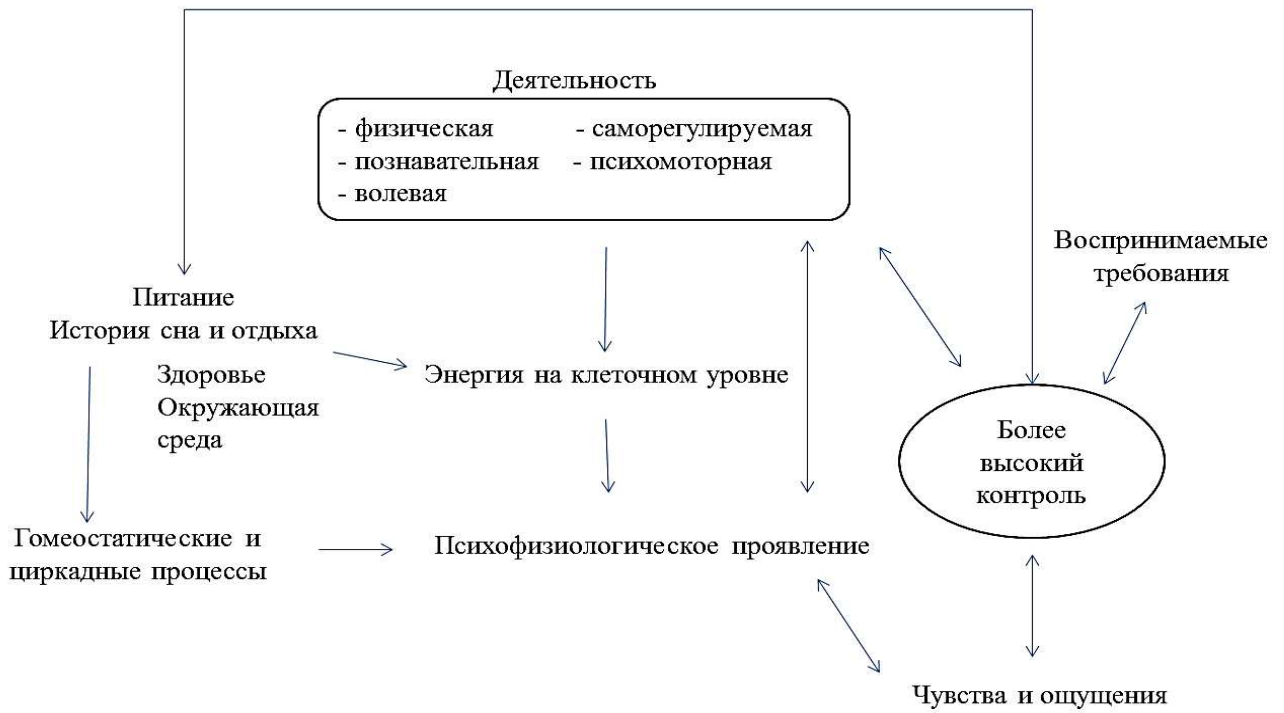 Деятельность
- физическая - саморегулируемая
- познавательная - психомоторная
- волевая
Воспринимаемые
требования
Питание
История сна и отдыха
Здоровье
Окружающая
среда
Энергия на клеточном уровне
Более
высокий
контроль
Гомеостатические и
циркадные процессы
Психофизиологическое проявление
Чувства и ощущения